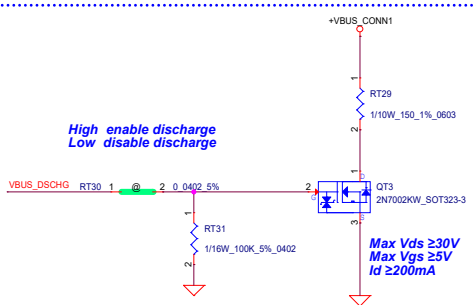 +VBUS_CONN1
1
RT29
1/10W_150_1%_0603
2
High enable discharge
Low disable discharge
VBUS_DSCHG RT30 1 @ 2 0_0402_5%
1
D
2
G
QT3
2N7002KW_SOT323-3
S
3
1
RT31
1/16W_100K_5%_0402
2
Max Vds ≥30V
Max Vgs ≥5V
Id ≥200mA